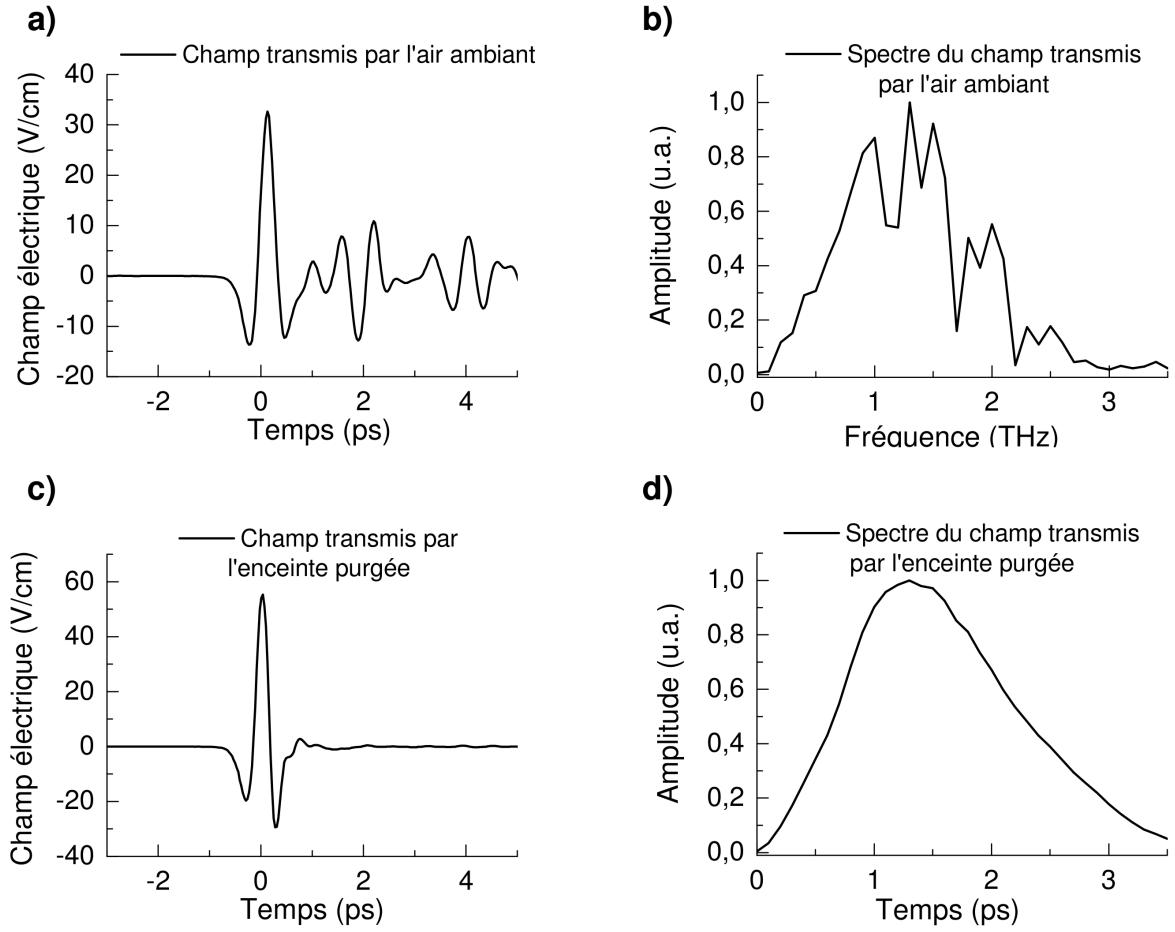 a)
Champ transmis par l'air ambiant
40
30
20
10
0
-10
-20
Champ électrique (V/cm)
-2
0
2
4
Temps (ps)
b)
Spectre du champ transmis
par l'air ambiant
1,0
0,8
0,6
0,4
0,2
0,0
Amplitude (u.a.)
0
1
2
3
Fréquence (THz)
c)
Champ transmis par
l'enceinte purgée
60
40
20
0
-20
-40
Champ électrique (V/cm)
-2
0
2
4
Temps (ps)
d)
Spectre du champ transmis
par l'enceinte purgée
1,0
0,8
0,6
0,4
0,2
0,0
Amplitude (u.a.)
0
1
2
3
Temps (ps)